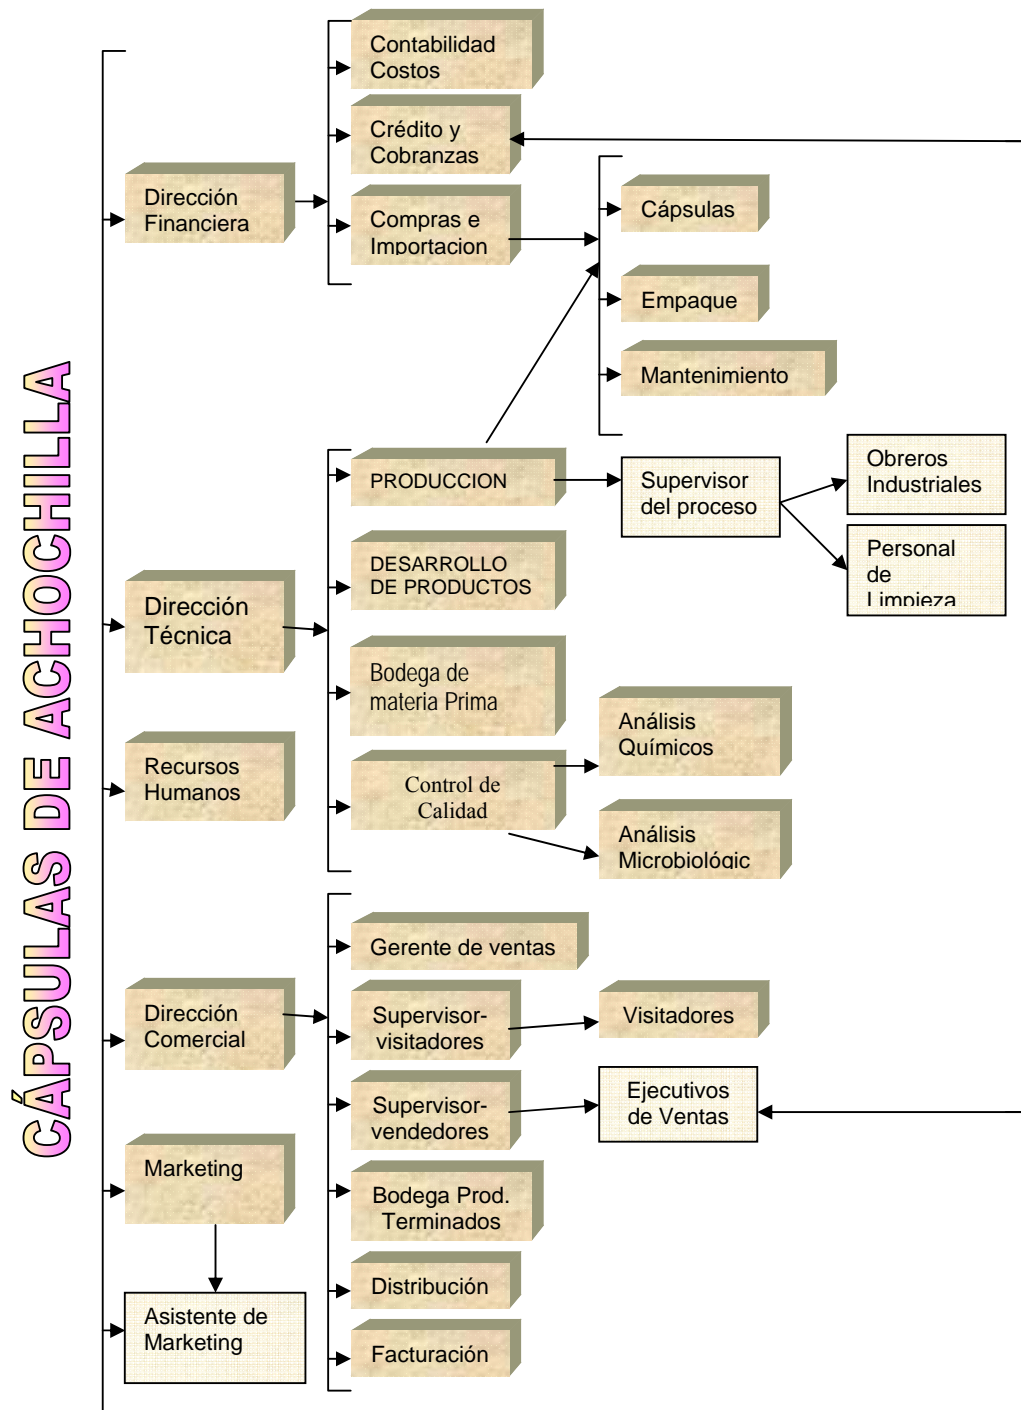 CÁPSULAS DE ACHOCHILLA
Dirección
Financiera
Contabilidad
Costos
Crédito y
Cobranzas
Compras e
Importacion
Cápsulas
Empaque
Mantenimiento
Dirección
Técnica
PRODUCCION
Supervisor
del proceso
Obreros
Industriales
Personal
de
Limpieza
DESARROLLO
DE PRODUCTOS
Bodega de
materia Prima
Control de
Calidad
Análisis
Químicos
Análisis
Microbiológic
Recursos
Humanos
Dirección
Comercial
Gerente de ventas
Supervisor-
visitadores
Visitadores
Supervisor-
vendedores
Ejecutivos
de Ventas
Bodega Prod.
Terminados
Distribución
Facturación
Marketing
Asistente de
Marketing